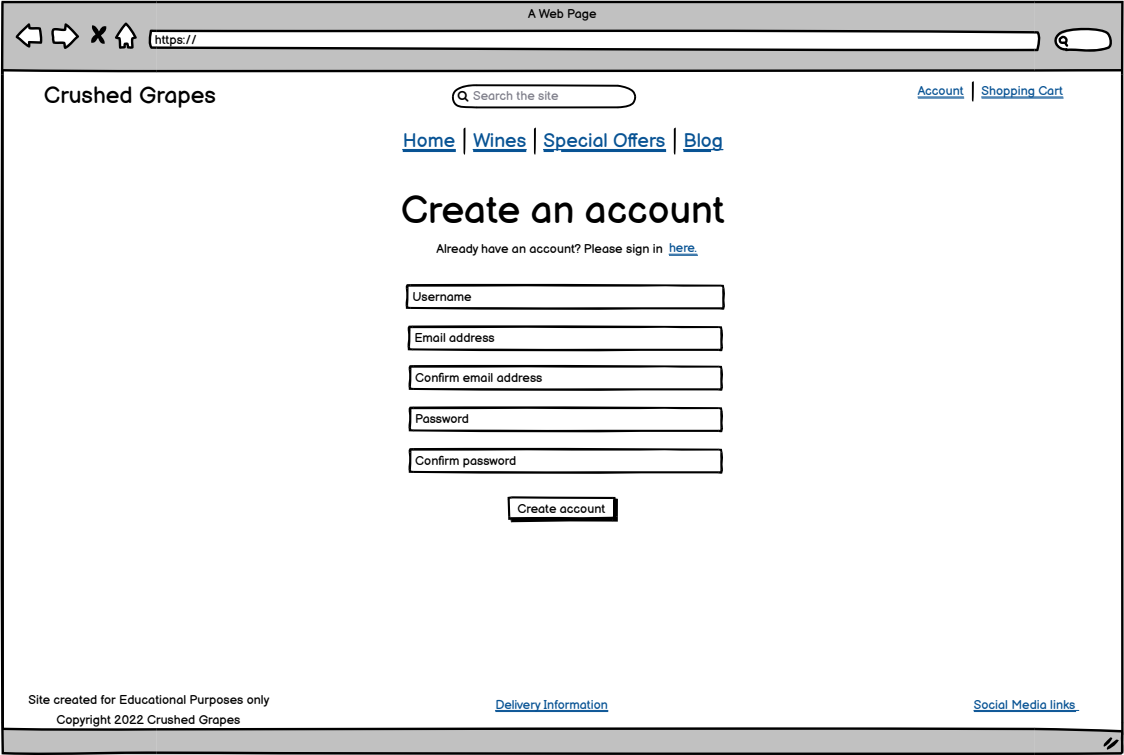 A Web Page
https://
Crushed Grapes
Search the site
Account | Shopping Cart
Home | Wines | Special Offers | Blog
Create an account
Already have an account? Please sign in here.
Username
Email address
Confirm email address
Password
Confirm password
Create account
Site created for Educational Purposes only
Copyright 2022 Crushed Grapes
Delivery Information
Social Media links